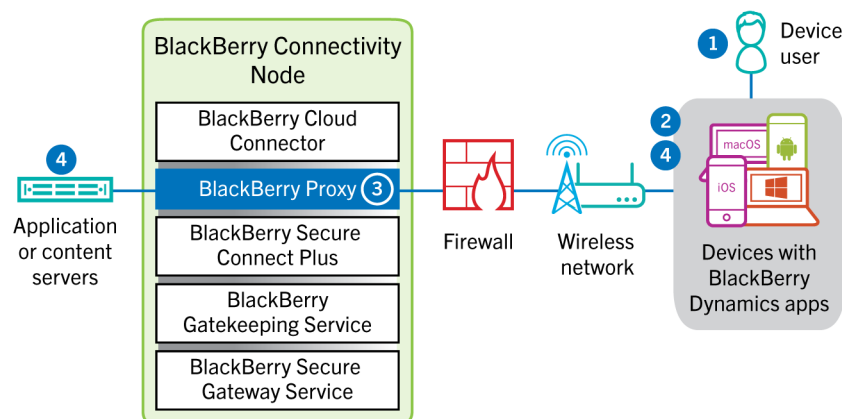 BlackBerry Connectivity
Node
BlackBerry Cloud
Connector
BlackBerry Proxy 3
BlackBerry Secure
Connect Plus
BlackBerry
Gatekeeping Service
BlackBerry Secure
Gateway Service
4
Application
or content
servers
Firewall
Wireless
network
1
Device
user
2
4
macOS
iOS
Devices with
BlackBerry
Dynamics apps